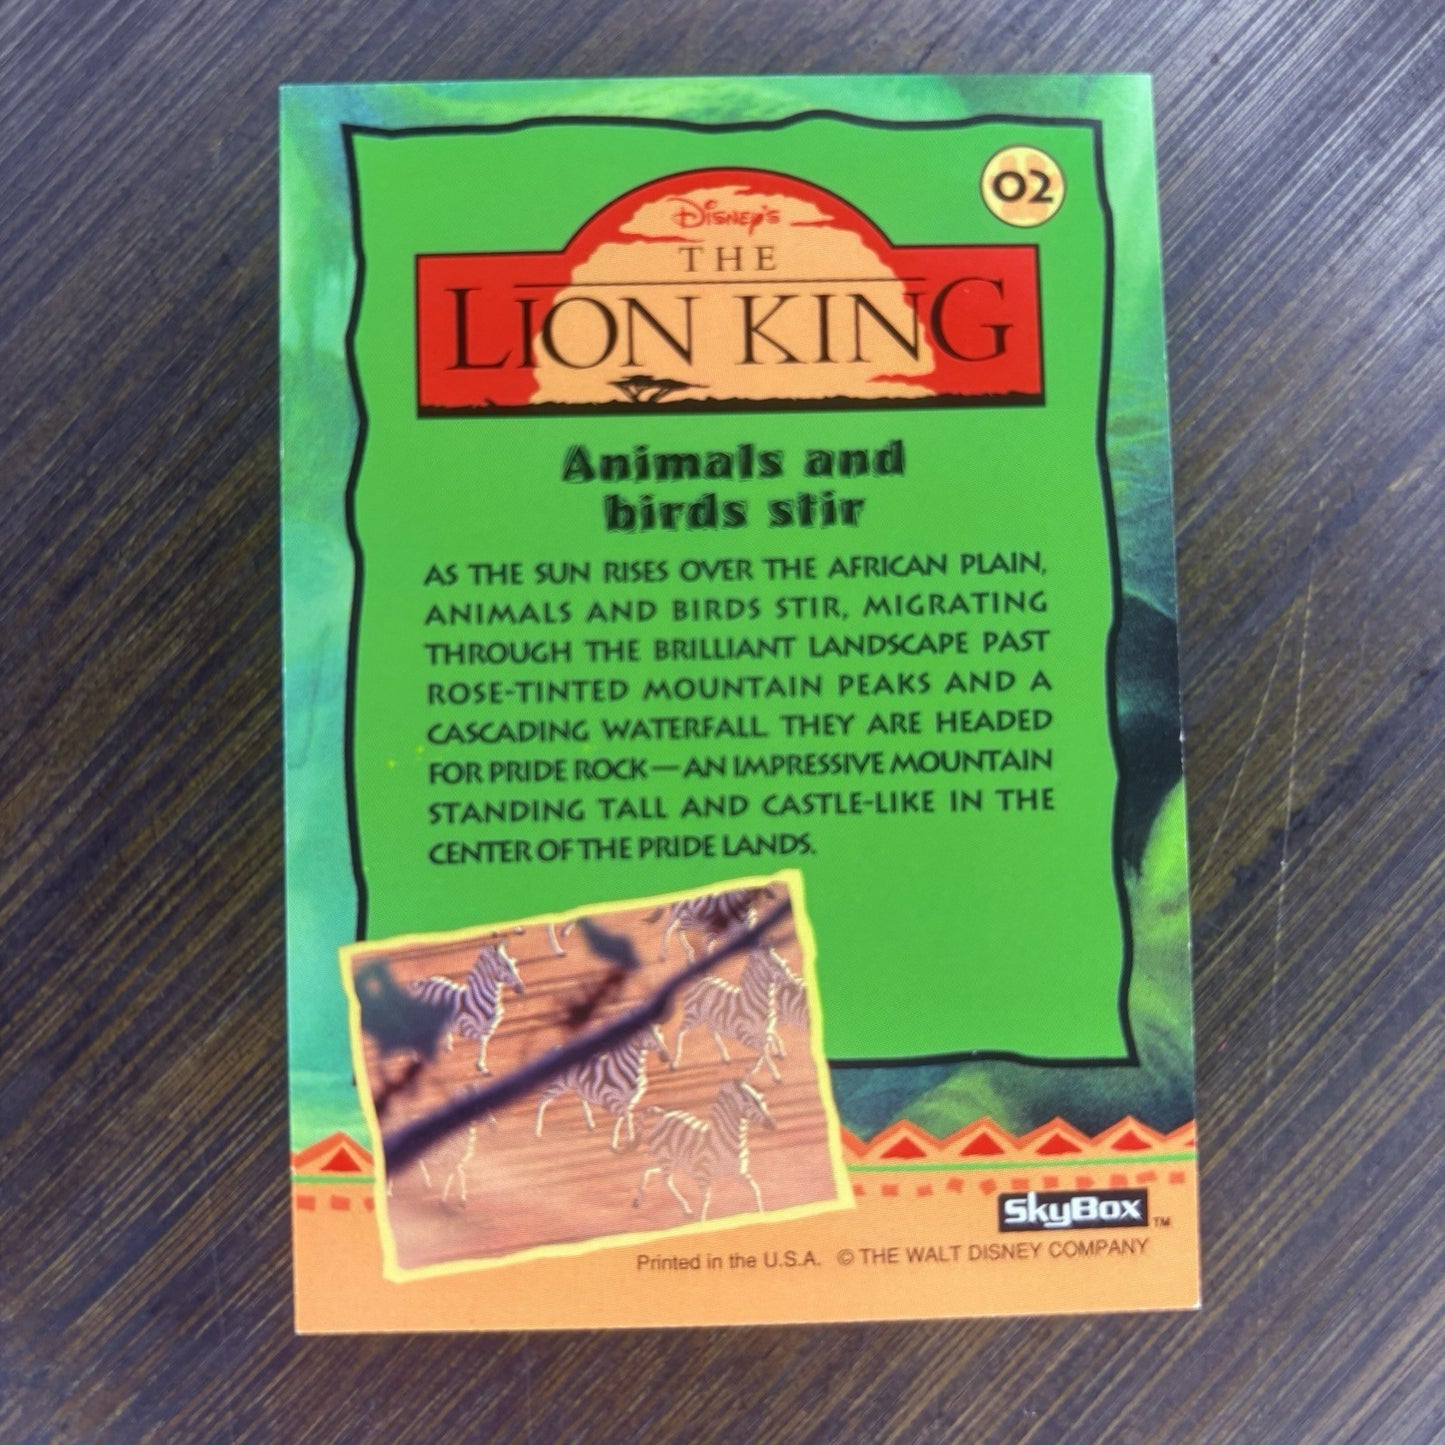 02
Disney's
THE
LION KING
Animals and
birds stir
AS THE SUN RISES OVER THE AFRICAN PLAIN,
ANIMALS AND BIRDS STIR, MIGRATING
THROUGH THE BRILLIANT LANDSCAPE PAST
ROSE-TINTED MOUNTAIN PEAKS AND A
CASCADING WATERFALL. THEY ARE HEADED
FOR PRIDE ROCK—AN IMPRESSIVE MOUNTAIN
STANDING TALL AND CASTLE-LIKE IN THE
CENTER OF THE PRIDE LANDS.
SkyBox™
Printed in the U.S.A. © THE WALT DISNEY COMPANY